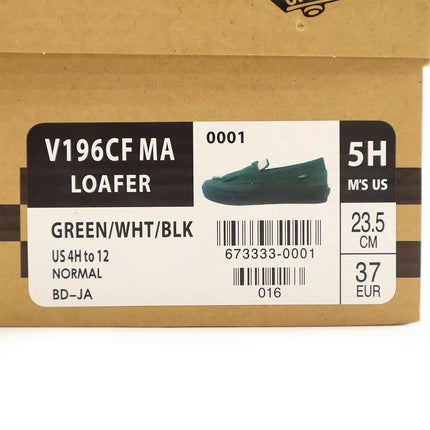 V196CF MA
LOAFER
0001
5H
M'S US
GREEN/WHT/BLK
US 4H to 12
NORMAL
BD-JA
673333-0001
016
23.5
CM
37
EUR